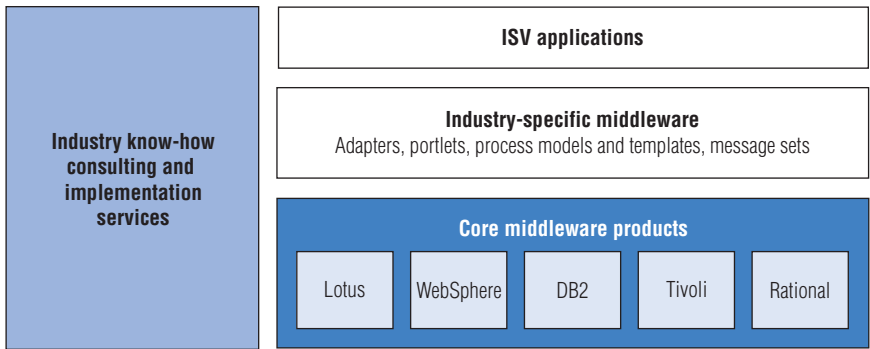 Industry know-how
consulting and
implementation
services
ISV applications
Industry-specific middleware
Adapters, portlets, process models and templates, message sets
Core middleware products
Lotus
WebSphere
DB2
Tivoli
Rational